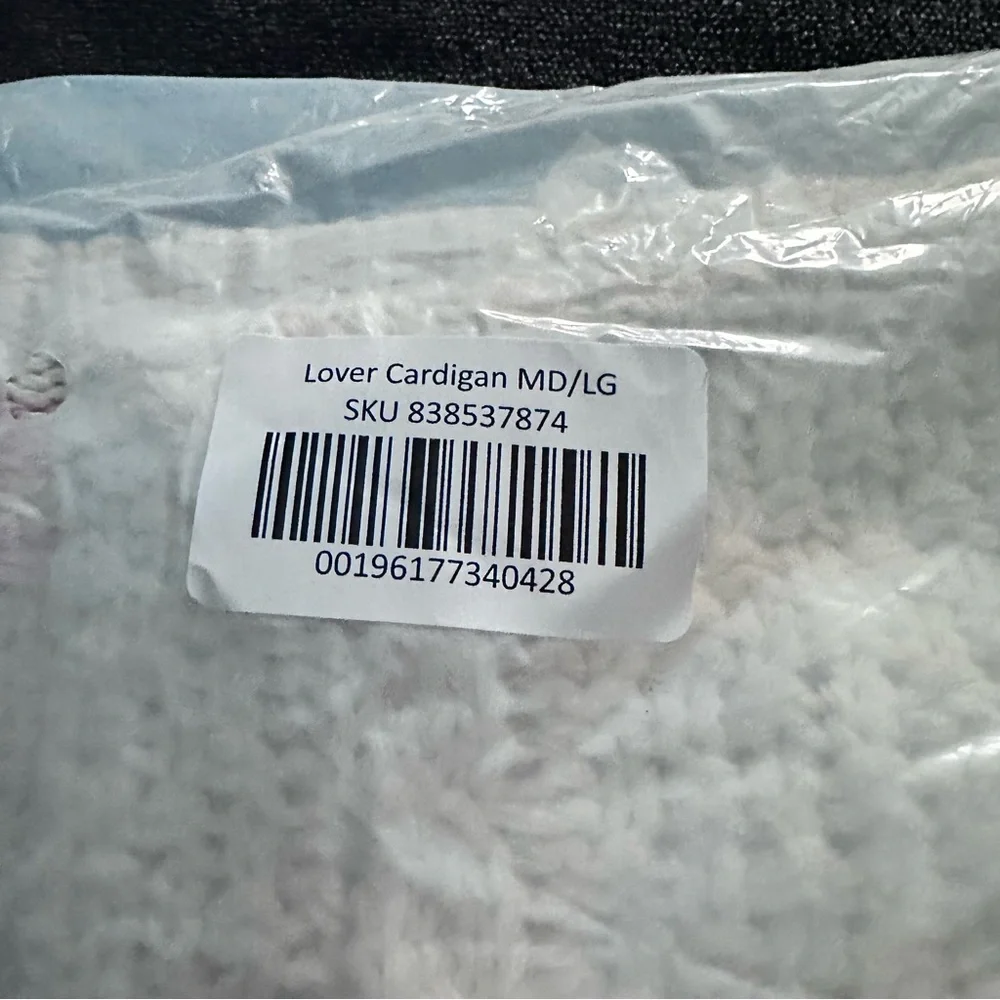 Lover Cardigan MD/LG
SKU 838537874
00196177340428